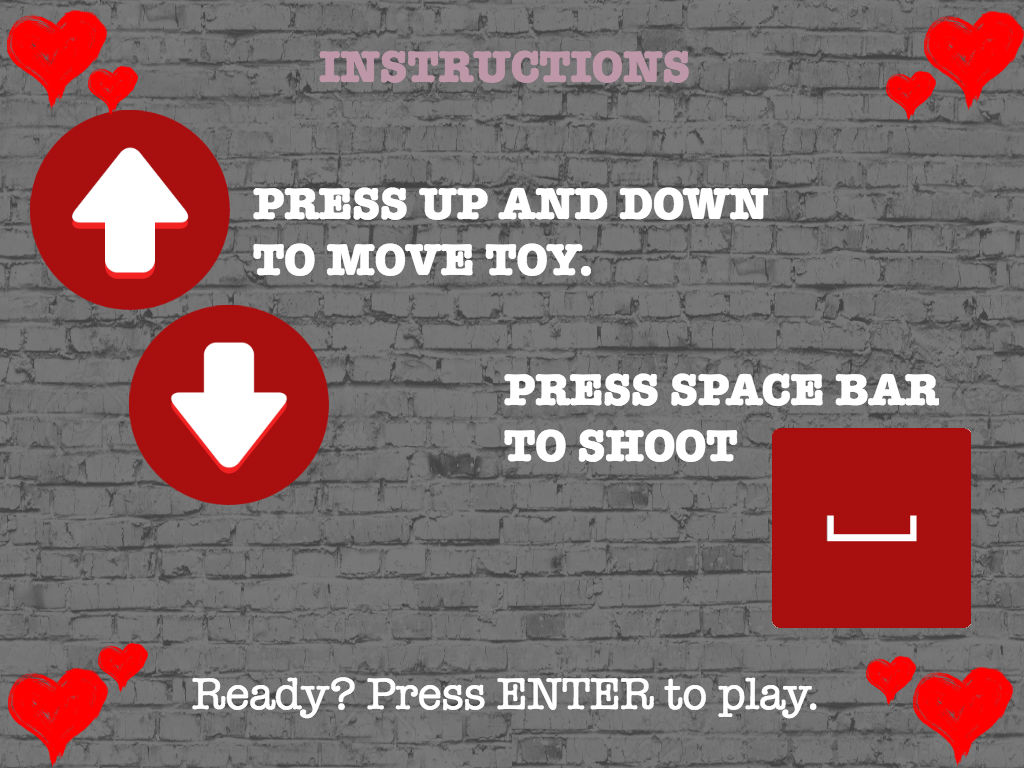 INSTRUCTIONS
PRESS UP AND DOWN
TO MOVE TOY.
PRESS SPACE BAR
TO SHOOT
Ready? Press ENTER to play.